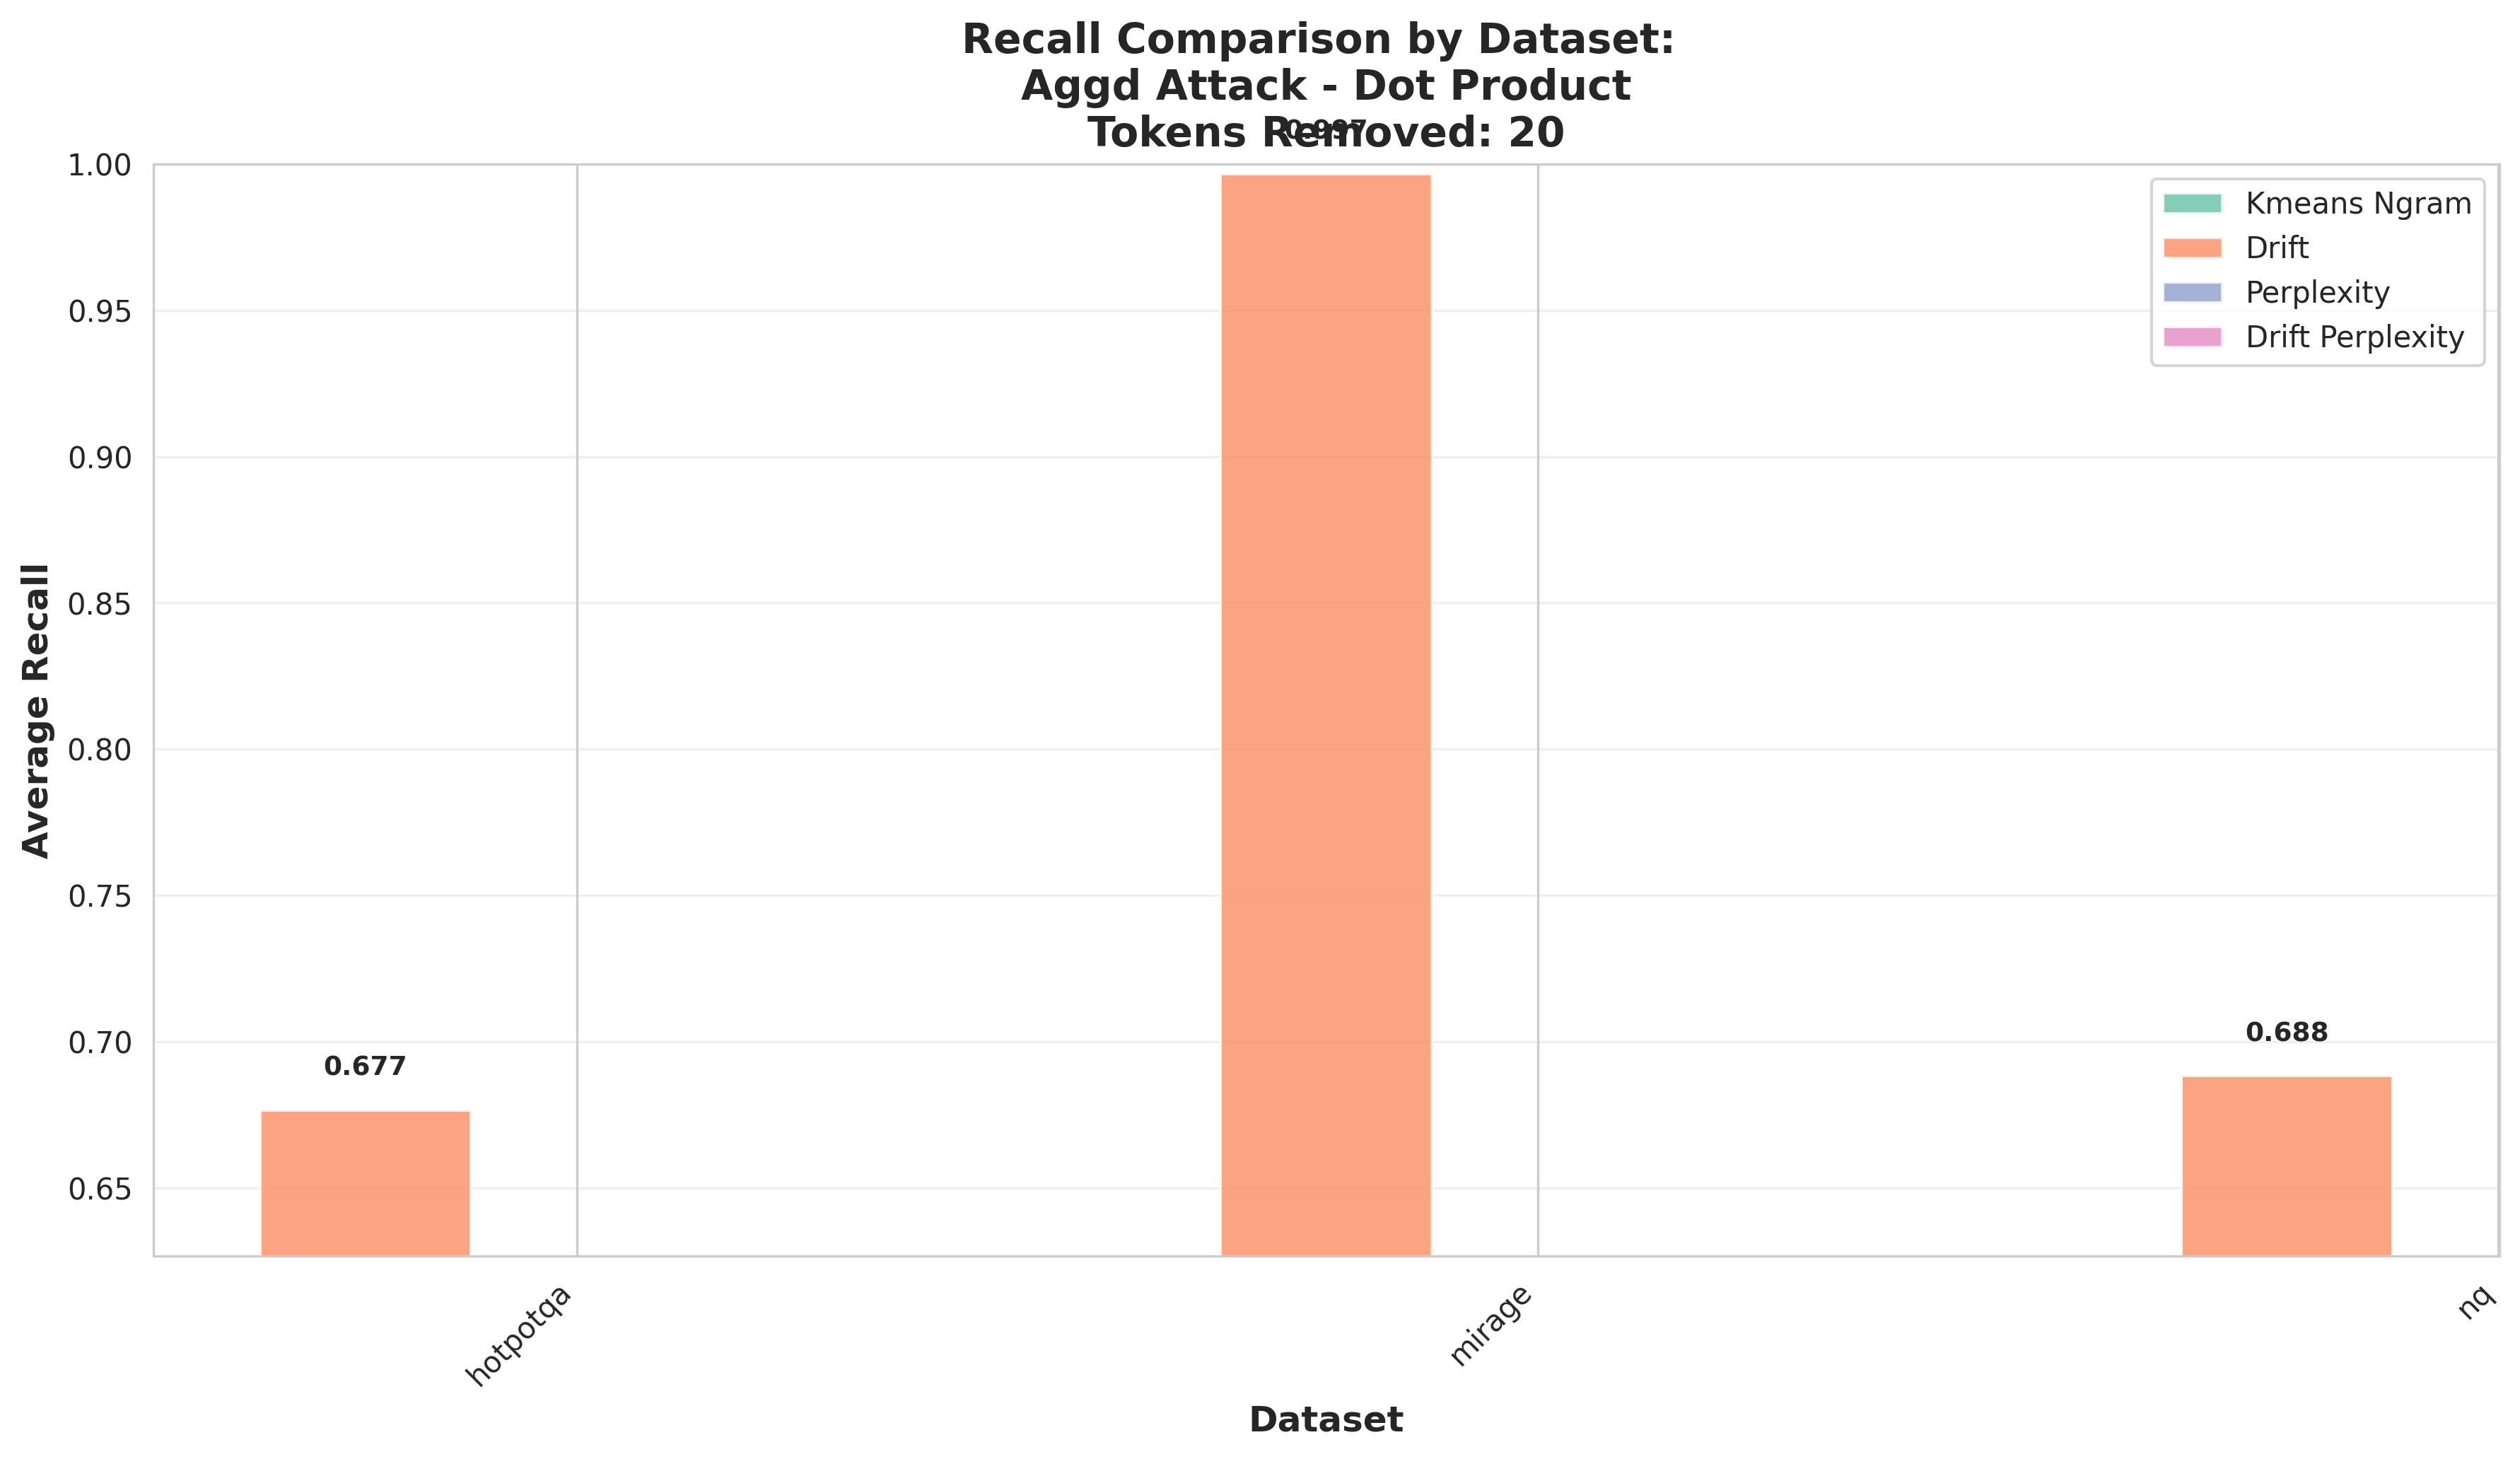 Recall Comparison by Dataset:
Aggd Attack - Dot Product
Tokens Removed: 20
0.997
1.00
0.95
0.90
0.85
0.80
0.75
0.70
0.65
Average Recall
Kmeans Ngram
Drift
Perplexity
Drift Perplexity
0.677
0.688
hotpotqa
mirage
nq
Dataset